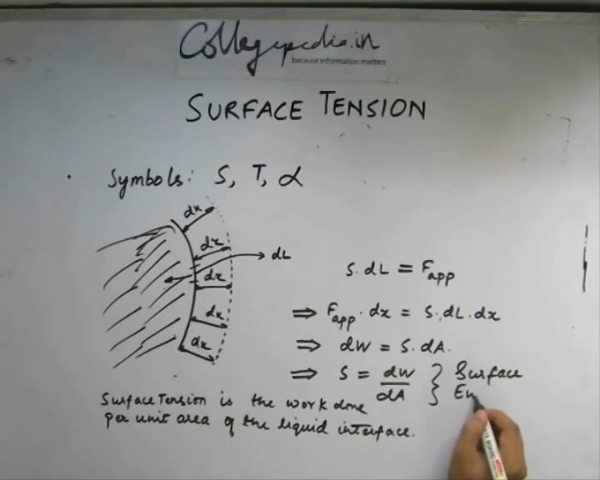 Collegepedia.in
because information matters
SURFACE TENSION
Symbols: S, T, α
dx
dx
dL
dx
dx
dx
S.dL = Fapp
⇒ Fapp.dx = S.dL.dx
⇒ dW = S.dA.
⇒ S = dW/dA } Surface
En
Surface Tension is the work done
per unit area of the liquid interface.